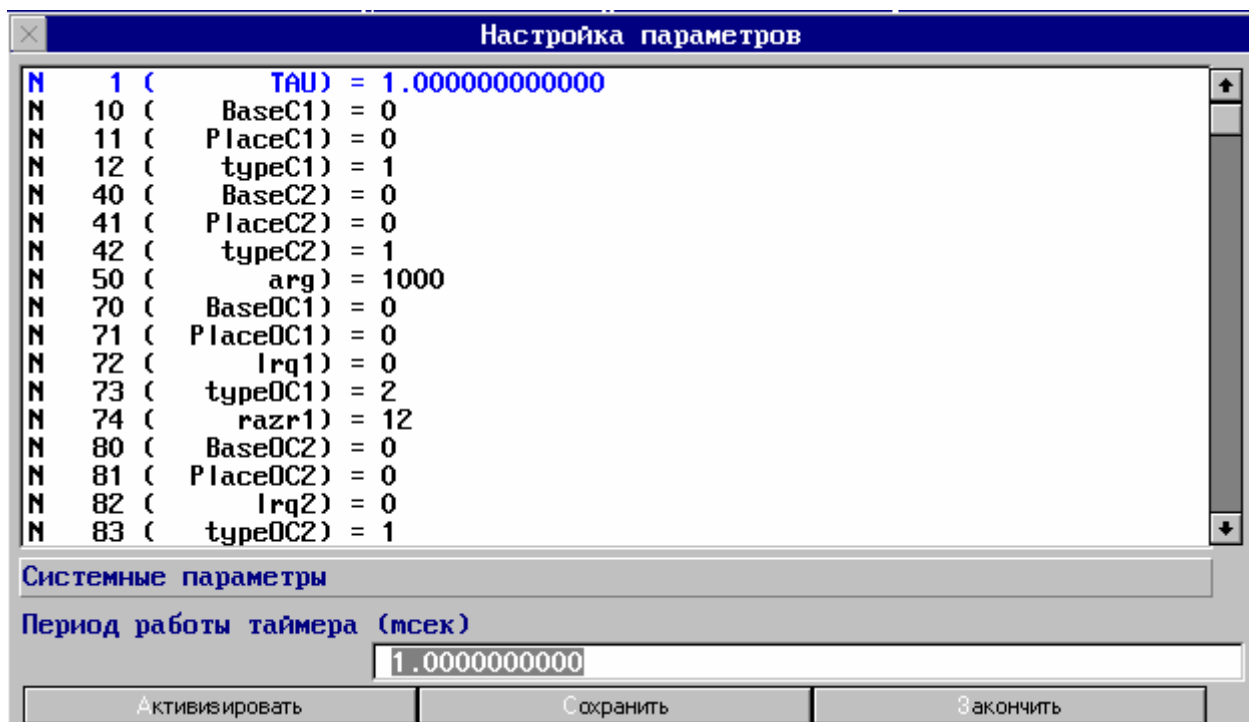 Настройка параметров
N 1 ( TAU) = 1.000000000000
N 10 ( BaseC1) = 0
N 11 ( PlaceC1) = 0
N 12 ( typeC1) = 1
N 40 ( BaseC2) = 0
N 41 ( PlaceC2) = 0
N 42 ( typeC2) = 1
N 50 ( arg) = 1000
N 70 ( BaseOC1) = 0
N 71 ( PlaceOC1) = 0
N 72 ( Irq1) = 0
N 73 ( typeOC1) = 2
N 74 ( razr1) = 12
N 80 ( BaseOC2) = 0
N 81 ( PlaceOC2) = 0
N 82 ( Irq2) = 0
N 83 ( typeOC2) = 1
Системные параметры
Период работы таймера (mсек)
1.0000000000
Активизировать Сохранить Закончить